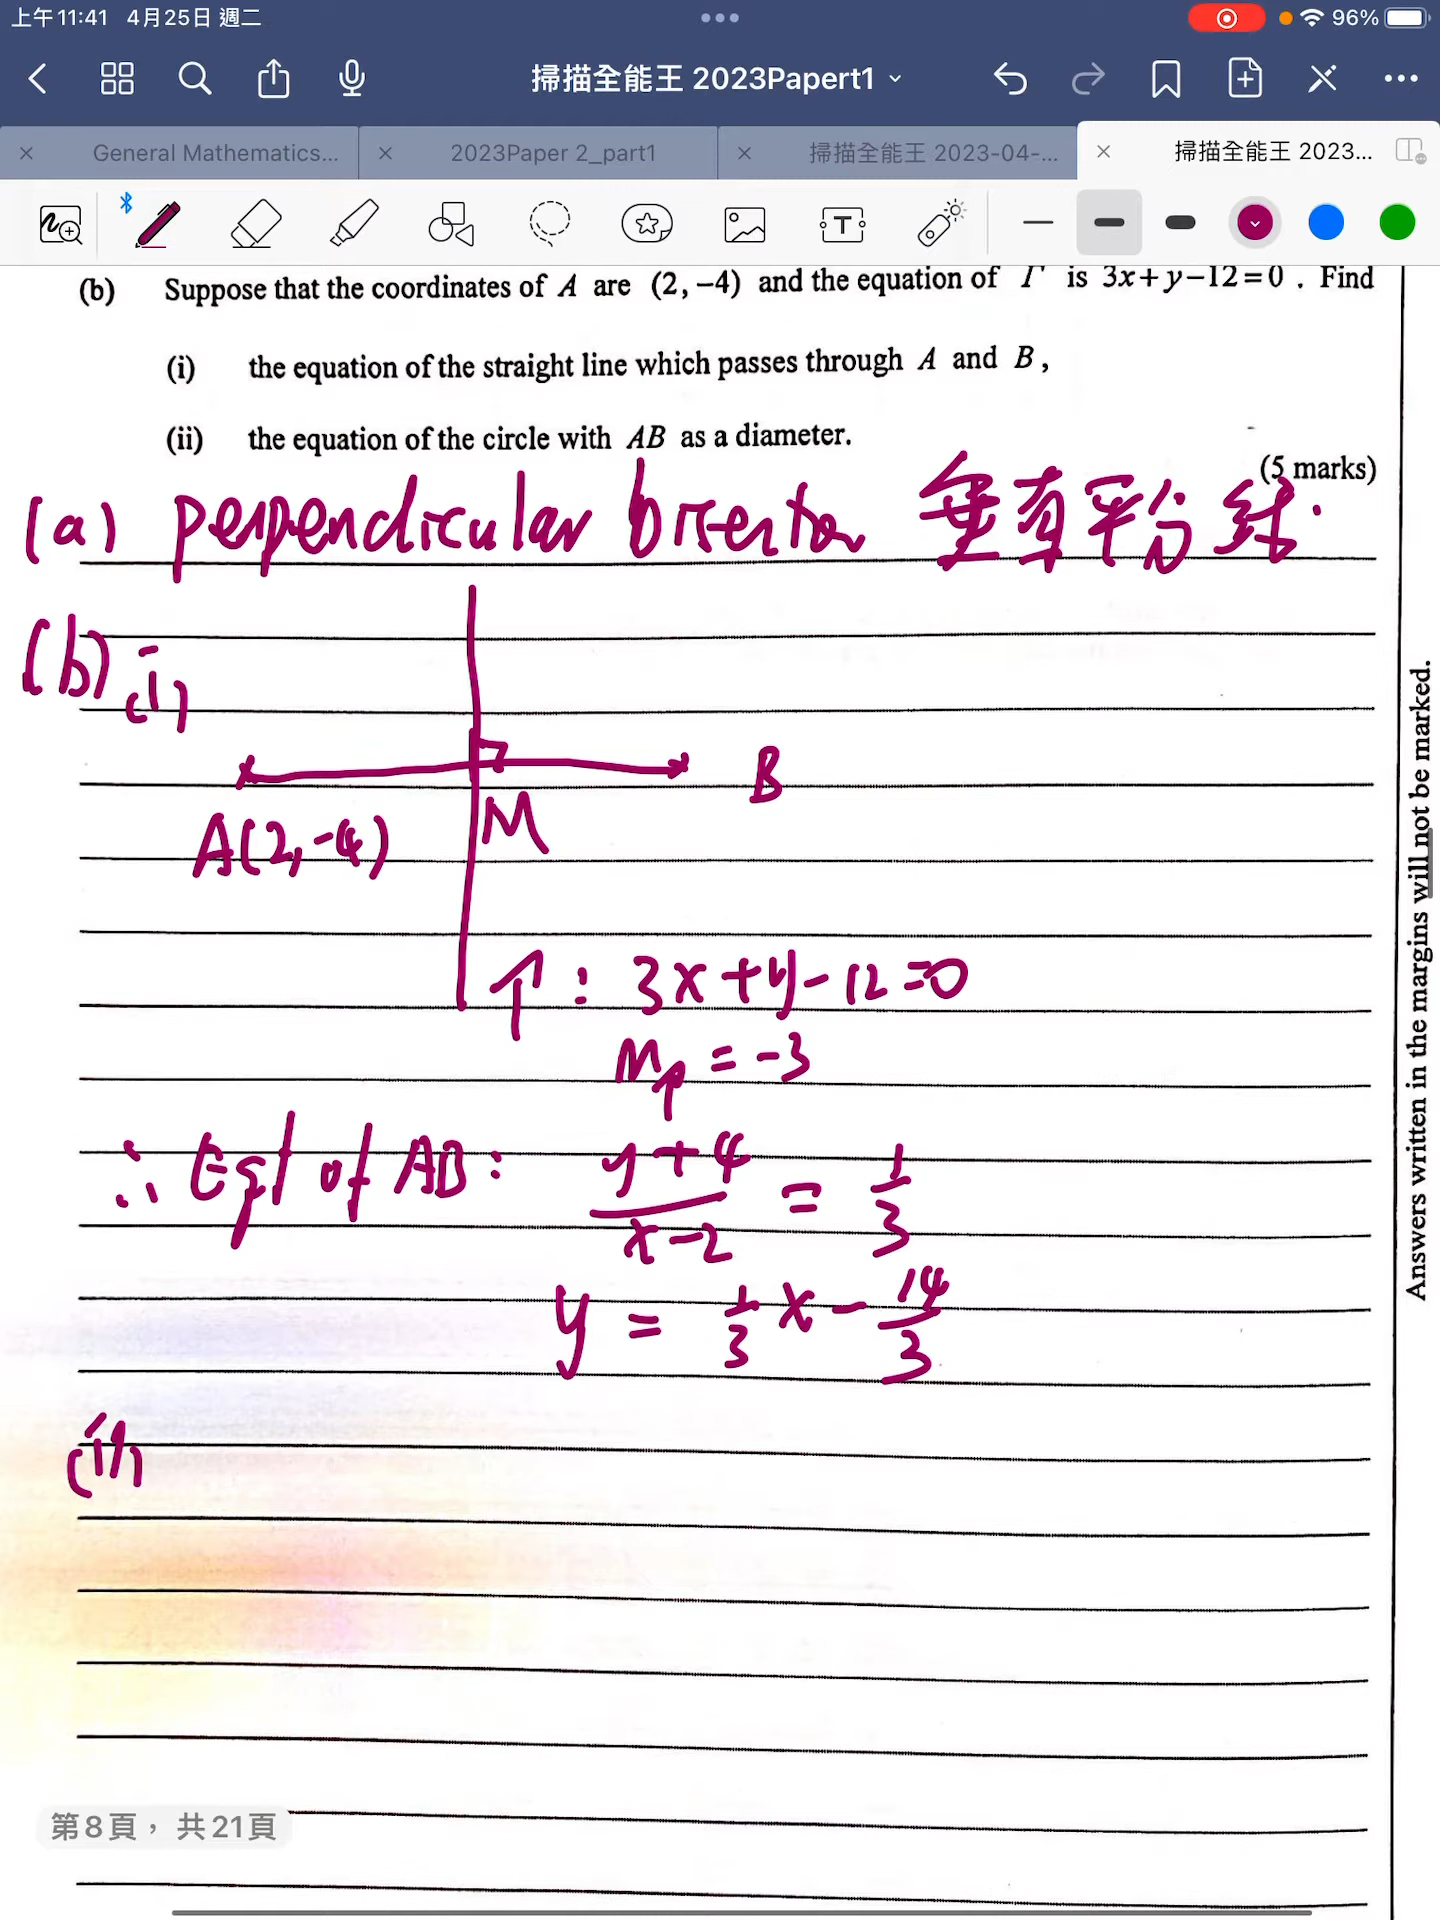 上午11:41 4月25日 週二
96%
掃描全能王 2023Papert1
General Mathematics...
2023Paper 2_part1
掃描全能王 2023-04-...
掃描全能王 2023...
(b) Suppose that the coordinates of A are (2, −4) and the equation of Γ is 3x+y−12=0 . Find
(i) the equation of the straight line which passes through A and B ,
(ii) the equation of the circle with AB as a diameter.
(5 marks)
(a) perpendicular bisector 垂直平分線.
(b)(i)
B
A(2,-4)
M
Γ : 3x+y-12=0
MΓ = -3
∴ Eqt of AB: y+4/x-2 = 1/3
y = 1/3 x - 14/3
(ii)
第8頁，共21頁
Answers written in the margins will not be marked.